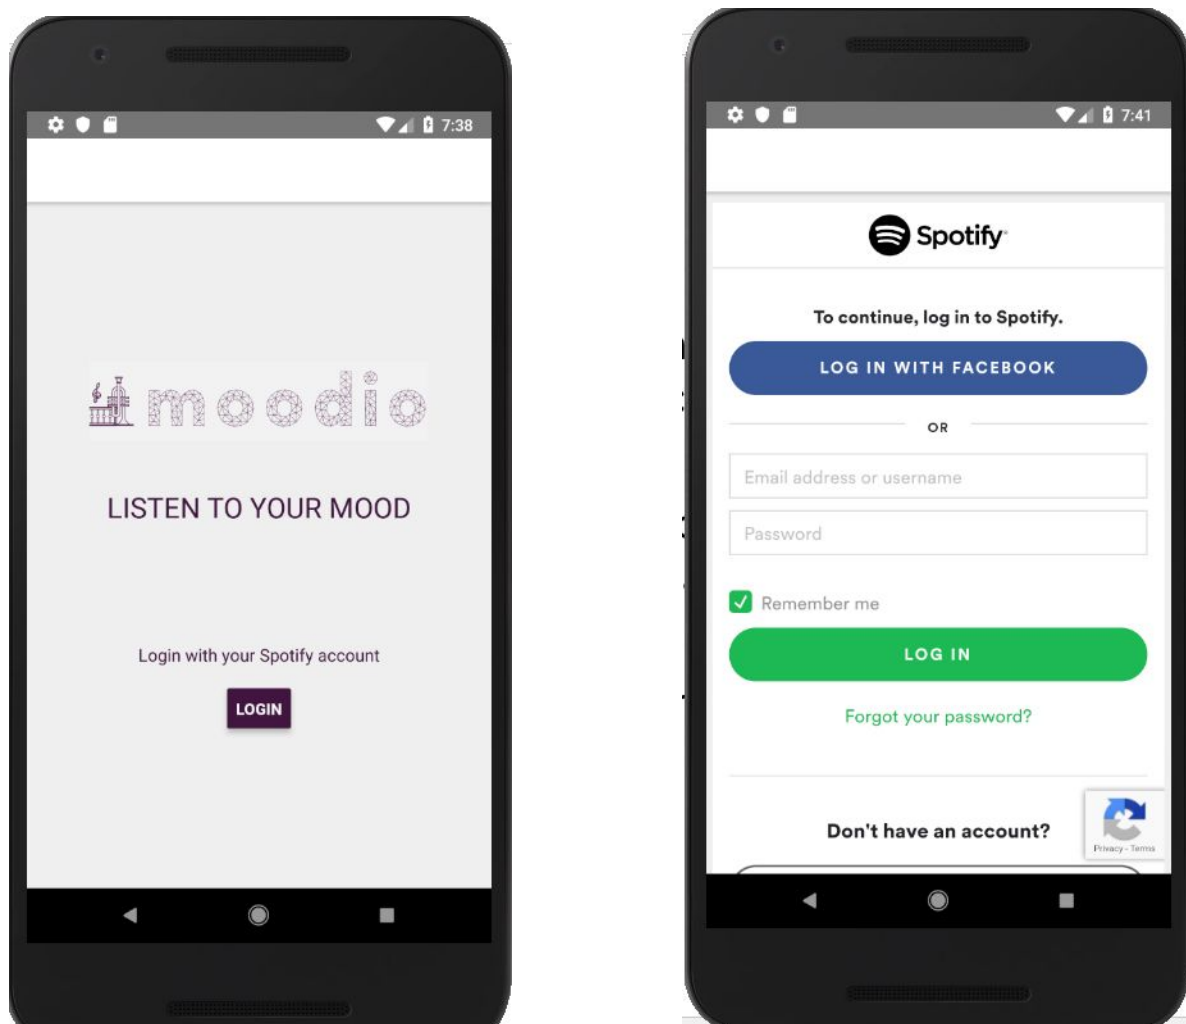 7:38
moodio
LISTEN TO YOUR MOOD
Login with your Spotify account
LOGIN
7:41
Spotify
To continue, log in to Spotify.
LOG IN WITH FACEBOOK
OR
Email address or username
Password
Remember me
LOG IN
Forgot your password?
Don't have an account?
Privacy - Terms